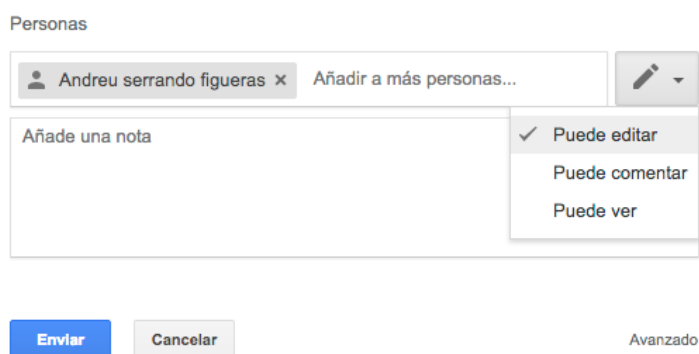 Personas
Andreu serrando figueras × Añadir a más personas...
Añade una nota
Puede editar
Puede comentar
Puede ver
Enviar Cancelar Avanzado